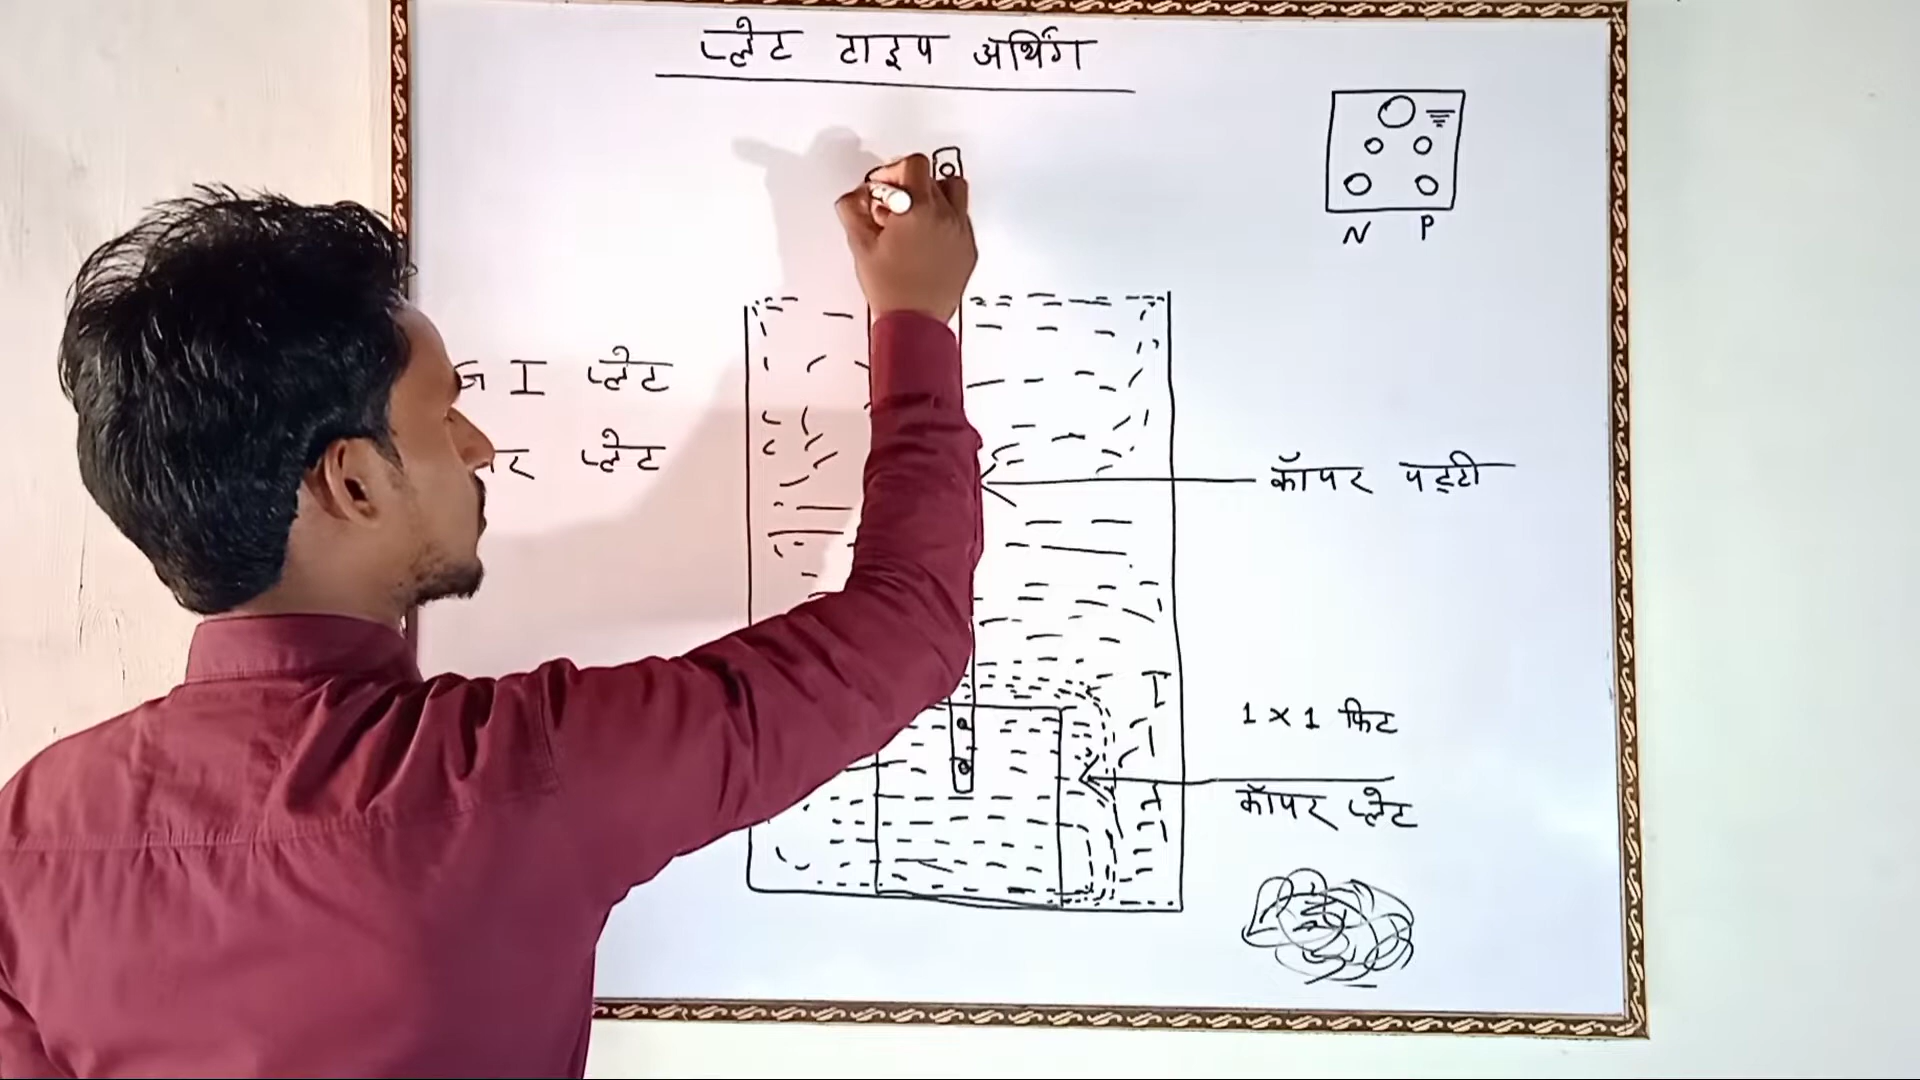 प्लेट टाइप अर्थिंग
N P
I प्लेट
प्लेट
कॉपर पट्टी
1 x 1 फिट
कॉपर प्लेट